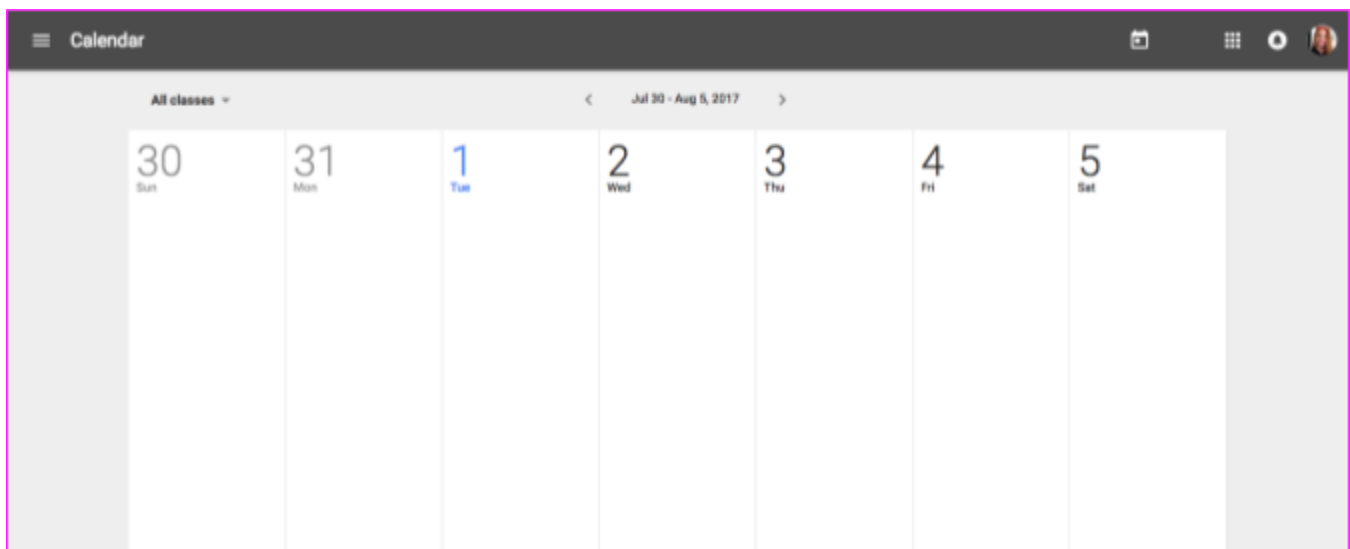 Calendar
All classes
Jul 30 - Aug 5, 2017
30 31 1 2 3 4 5
Sun Mon Tue Wed Thu Fri Sat